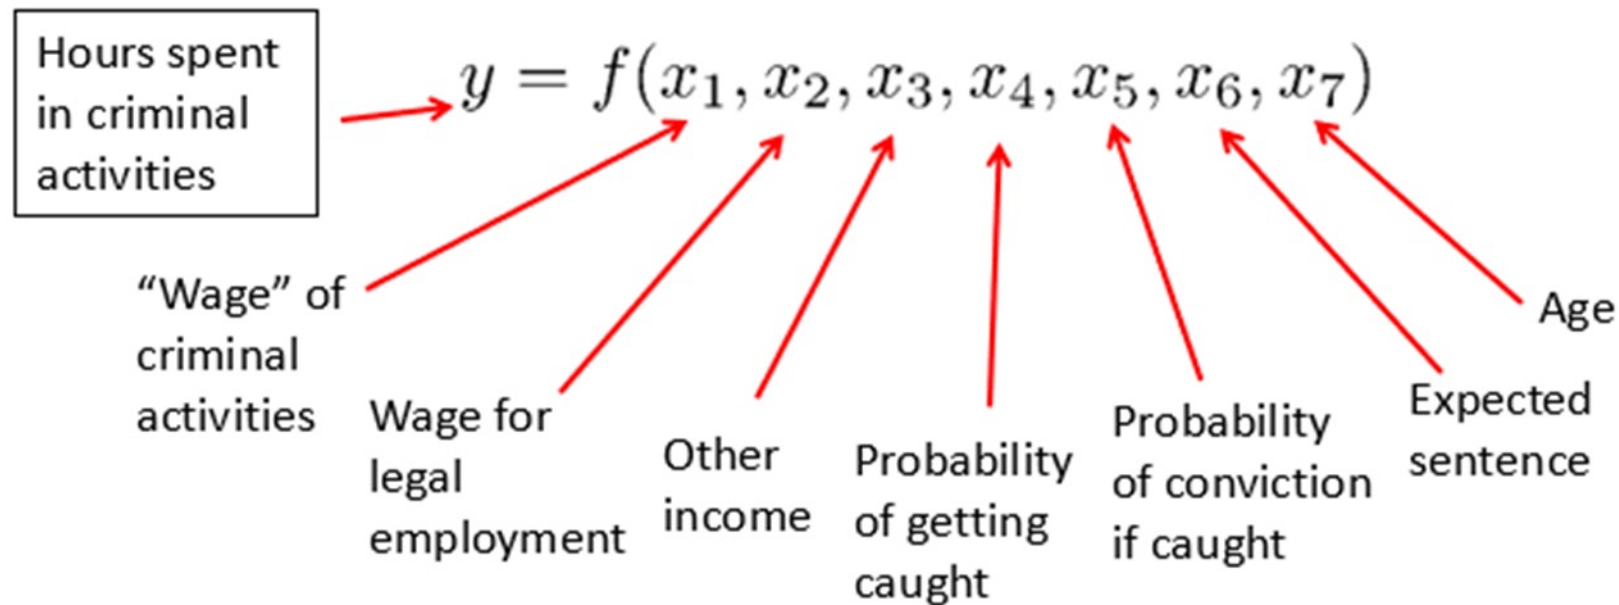 Hours spent
in criminal
activities
y = f(x₁, x₂, x₃, x₄, x₅, x₆, x₇)
“Wage” of
criminal
activities
Wage for
legal
employment
Other
income
Probability
of getting
caught
Probability
of conviction
if caught
Expected
sentence
Age